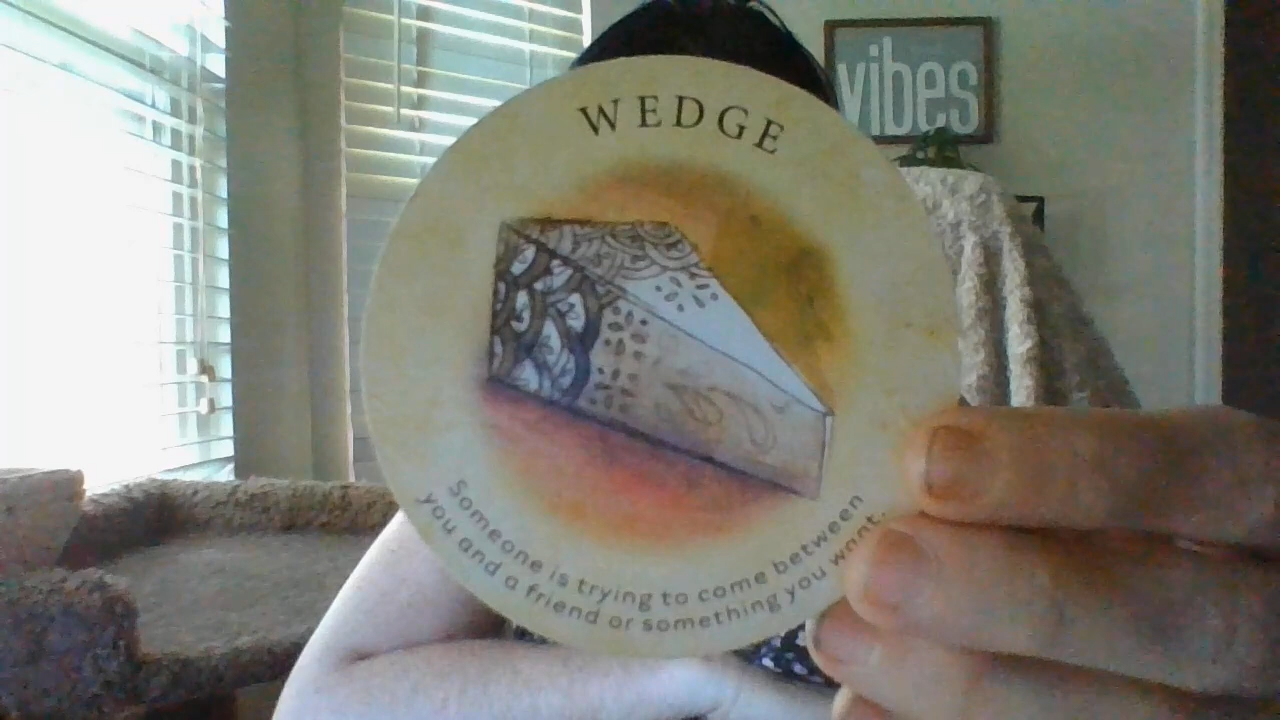 vibes
WEDGE
Someone is trying to come between
you and a friend or something you want.